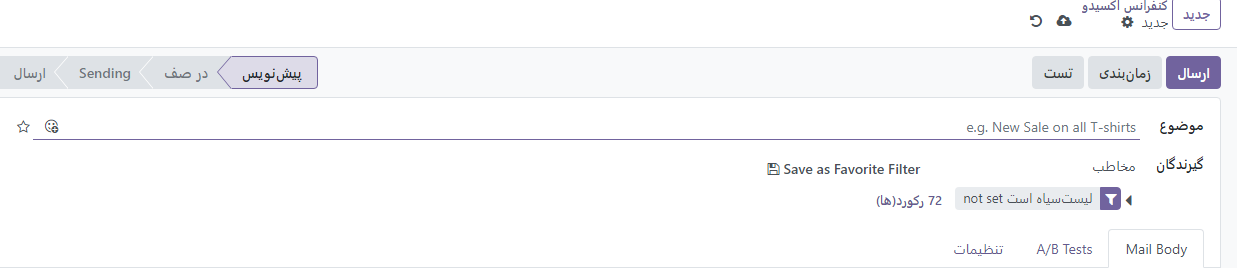 جدید
کنفرانس اکسیدو
جدید
ارسال زمان‌بندی تست
پیش‌نویس در صف Sending ارسال
موضوع e.g. New Sale on all T-shirts
گیرندگان مخاطب Save as Favorite Filter
لیست‌سیاه است not set 72 رکورد(ها)
Mail Body A/B Tests تنظیمات